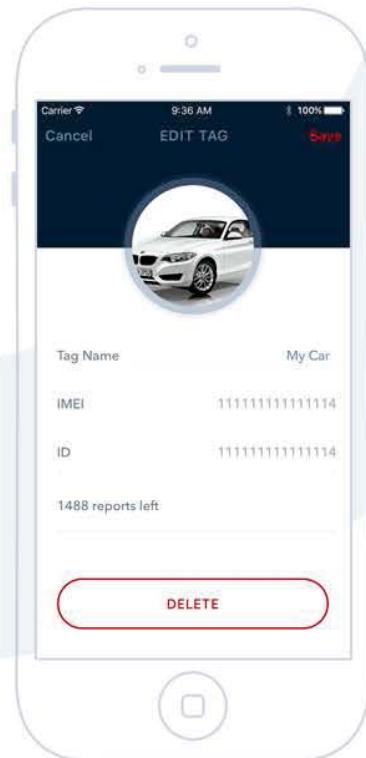 Carrier 9:36 AM 100%
Cancel EDIT TAG Save
Tag Name My Car
IMEI 111111111111114
ID 111111111111114
1488 reports left
DELETE